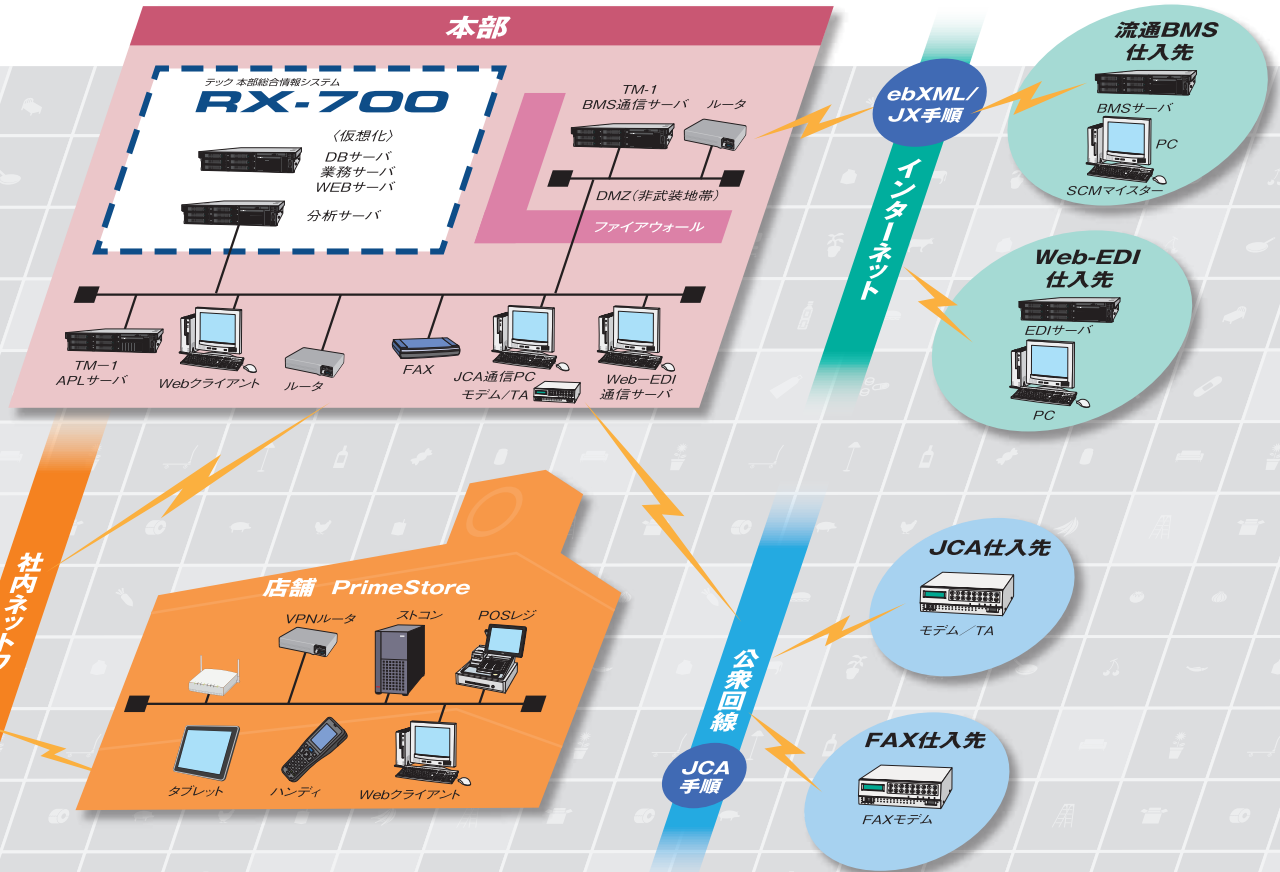 本部
テック 本部総合情報システム
RX-700
〈仮想化〉
DBサーバ
業務サーバ
WEBサーバ
分析サーバ
TM-1
BMS通信サーバ
ルータ
DMZ(非武装地帯)
ファイアウォール
TM−1
APLサーバ
Webクライアント
ルータ
FAX
JCA通信PC
モデム/TA
Web−EDI
通信サーバ
ebXML/
JX手順
インターネット
流通BMS
仕入先
BMSサーバ
PC
SCMマイスター
Web-EDI
仕入先
EDIサーバ
PC
社内ネットワ
店舗 PrimeStore
VPNルータ
ストコン
POSレジ
タブレット
ハンディ
Webクライアント
公衆回線
JCA
手順
JCA仕入先
モデム／TA
FAX仕入先
FAXモデム